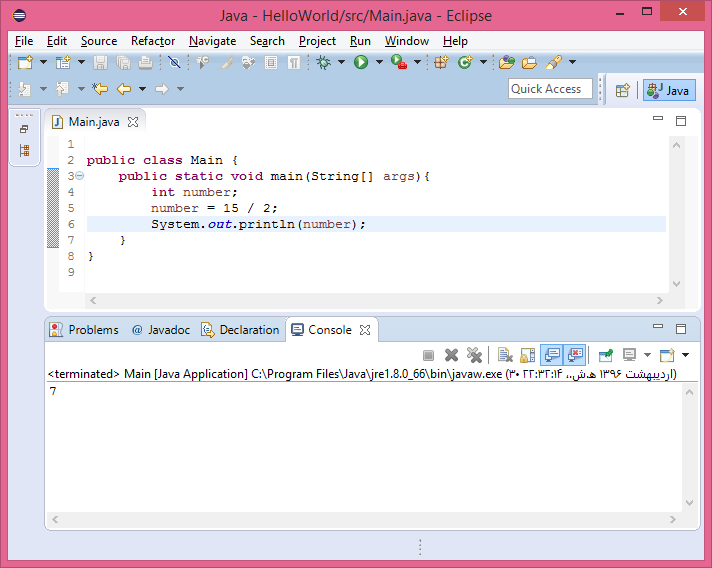 Java - HelloWorld/src/Main.java - Eclipse
File Edit Source Refactor Navigate Search Project Run Window Help
Quick Access
Java
Main.java
1
2 public class Main {
3 public static void main(String[] args){
4 int number;
5 number = 15 / 2;
6 System.out.println(number);
7 }
8 }
9
Problems @ Javadoc Declaration Console
<terminated> Main [Java Application] C:\Program Files\Java\jre1.8.0_66\bin\javaw.exe (۳۰ اردیبهشت ۱۳۹۶ ه‍.ش.،‏ ۲۲:۳۲:۱۴)
7